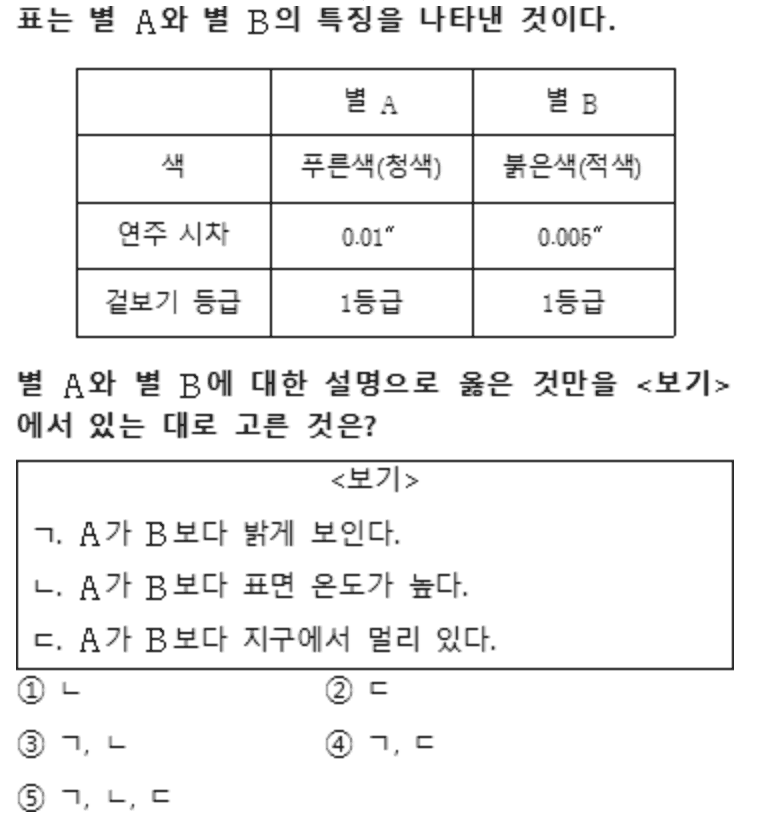 표는 별 A와 별 B의 특징을 나타낸 것이다.
별 A 별 B
색 푸른색(청색) 붉은색(적색)
연주 시차 0.01″ 0.005″
겉보기 등급 1등급 1등급
별 A와 별 B에 대한 설명으로 옳은 것만을 <보기>
에서 있는 대로 고른 것은?
<보기>
ㄱ. A가 B보다 밝게 보인다.
ㄴ. A가 B보다 표면 온도가 높다.
ㄷ. A가 B보다 지구에서 멀리 있다.
① ㄴ ② ㄷ
③ ㄱ, ㄴ ④ ㄱ, ㄷ
⑤ ㄱ, ㄴ, ㄷ